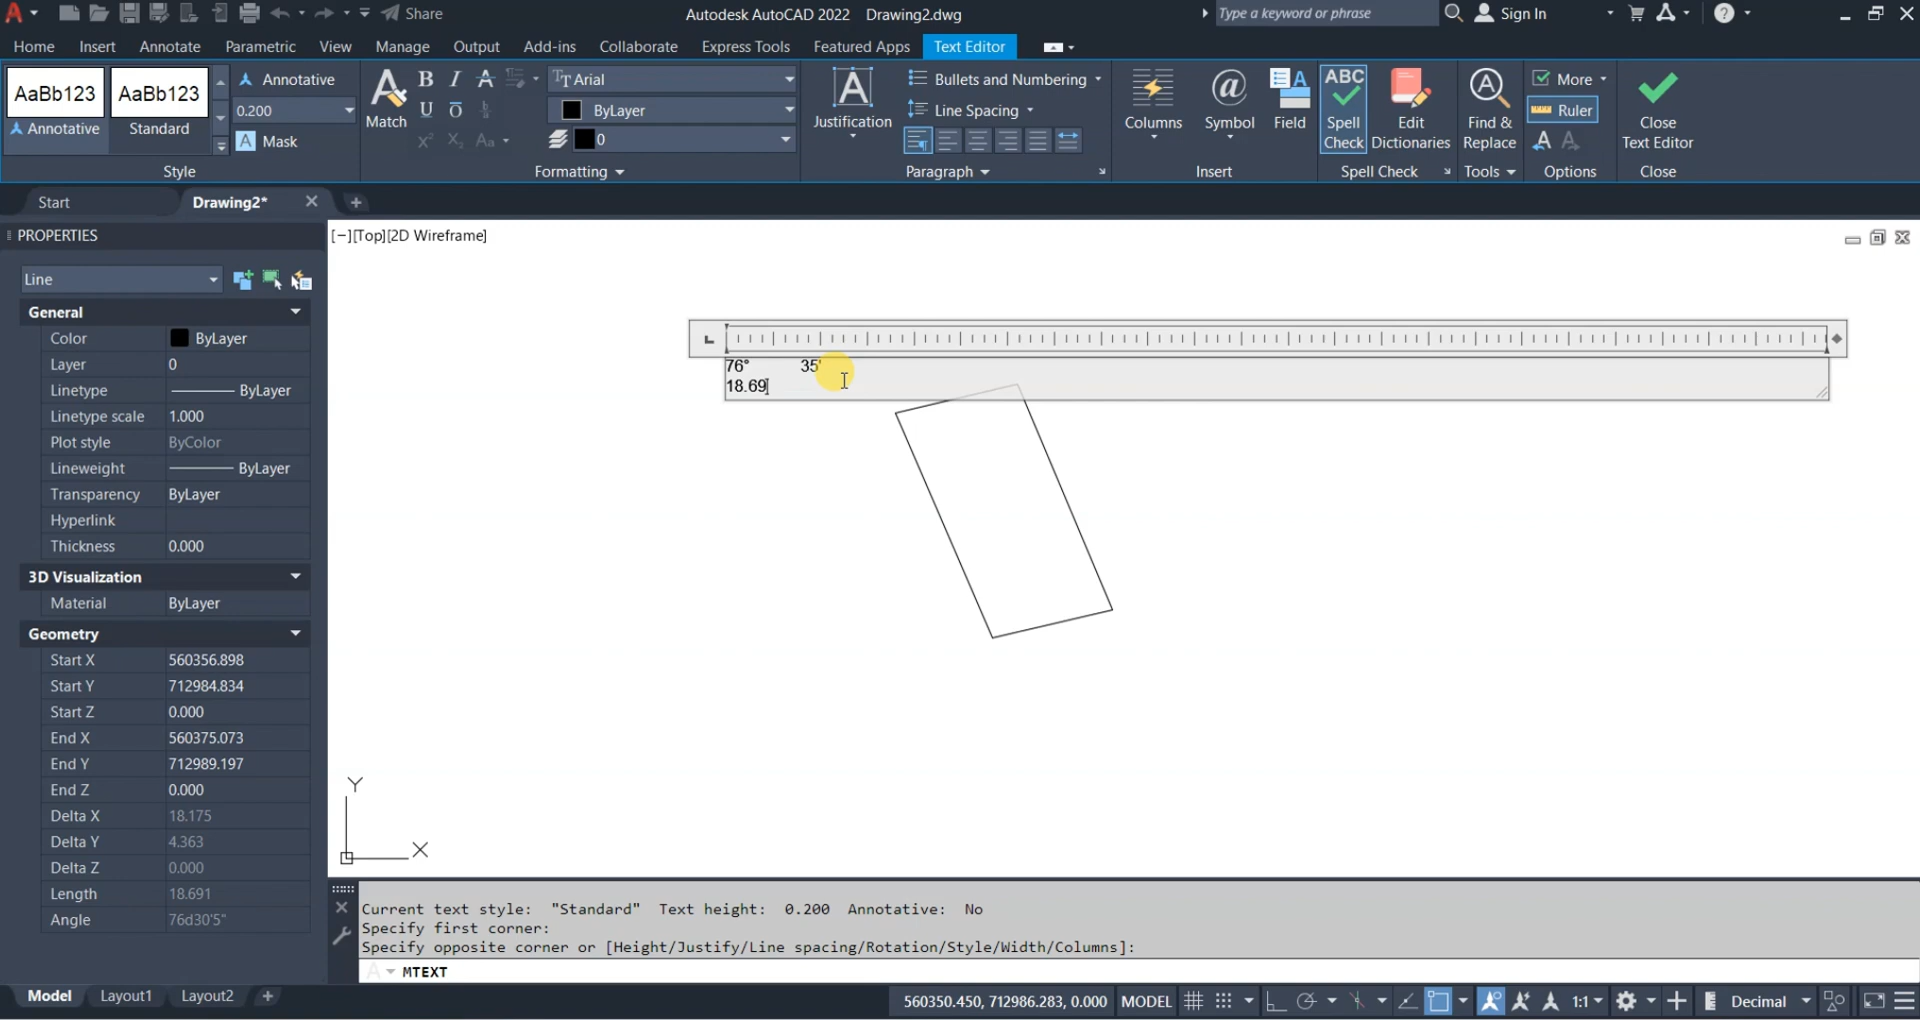 Share
Autodesk AutoCAD 2022 Drawing2.dwg
Type a keyword or phrase
Sign In
Home Insert Annotate Parametric View Manage Output Add-ins Collaborate Express Tools Featured Apps Text Editor
AaBb123 AaBb123
Annotative Standard
Annotative
0.200
Mask
Style
Match
Arial
ByLayer
0
Formatting
Justification
Bullets and Numbering
Line Spacing
Paragraph
Columns
Symbol
Field
Insert
ABC
Spell
Check
Edit
Dictionaries
Spell Check
Find &
Replace
Tools
More
Ruler
Options
Close
Text Editor
Close
Start
Drawing2*
PROPERTIES
[−][Top][2D Wireframe]
Line
General
Color ByLayer
Layer 0
Linetype ByLayer
Linetype scale 1.000
Plot style ByColor
Lineweight ByLayer
Transparency ByLayer
Hyperlink
Thickness 0.000
3D Visualization
Material ByLayer
Geometry
Start X 560356.898
Start Y 712984.834
Start Z 0.000
End X 560375.073
End Y 712989.197
End Z 0.000
Delta X 18.175
Delta Y 4.363
Delta Z 0.000
Length 18.691
Angle 76d30'5"
76° 35'
18.69
Y
X
Current text style: "Standard" Text height: 0.200 Annotative: No
Specify first corner:
Specify opposite corner or [Height/Justify/Line spacing/Rotation/Style/Width/Columns]:
MTEXT
Model Layout1 Layout2
560350.450, 712986.283, 0.000 MODEL 1:1 Decimal